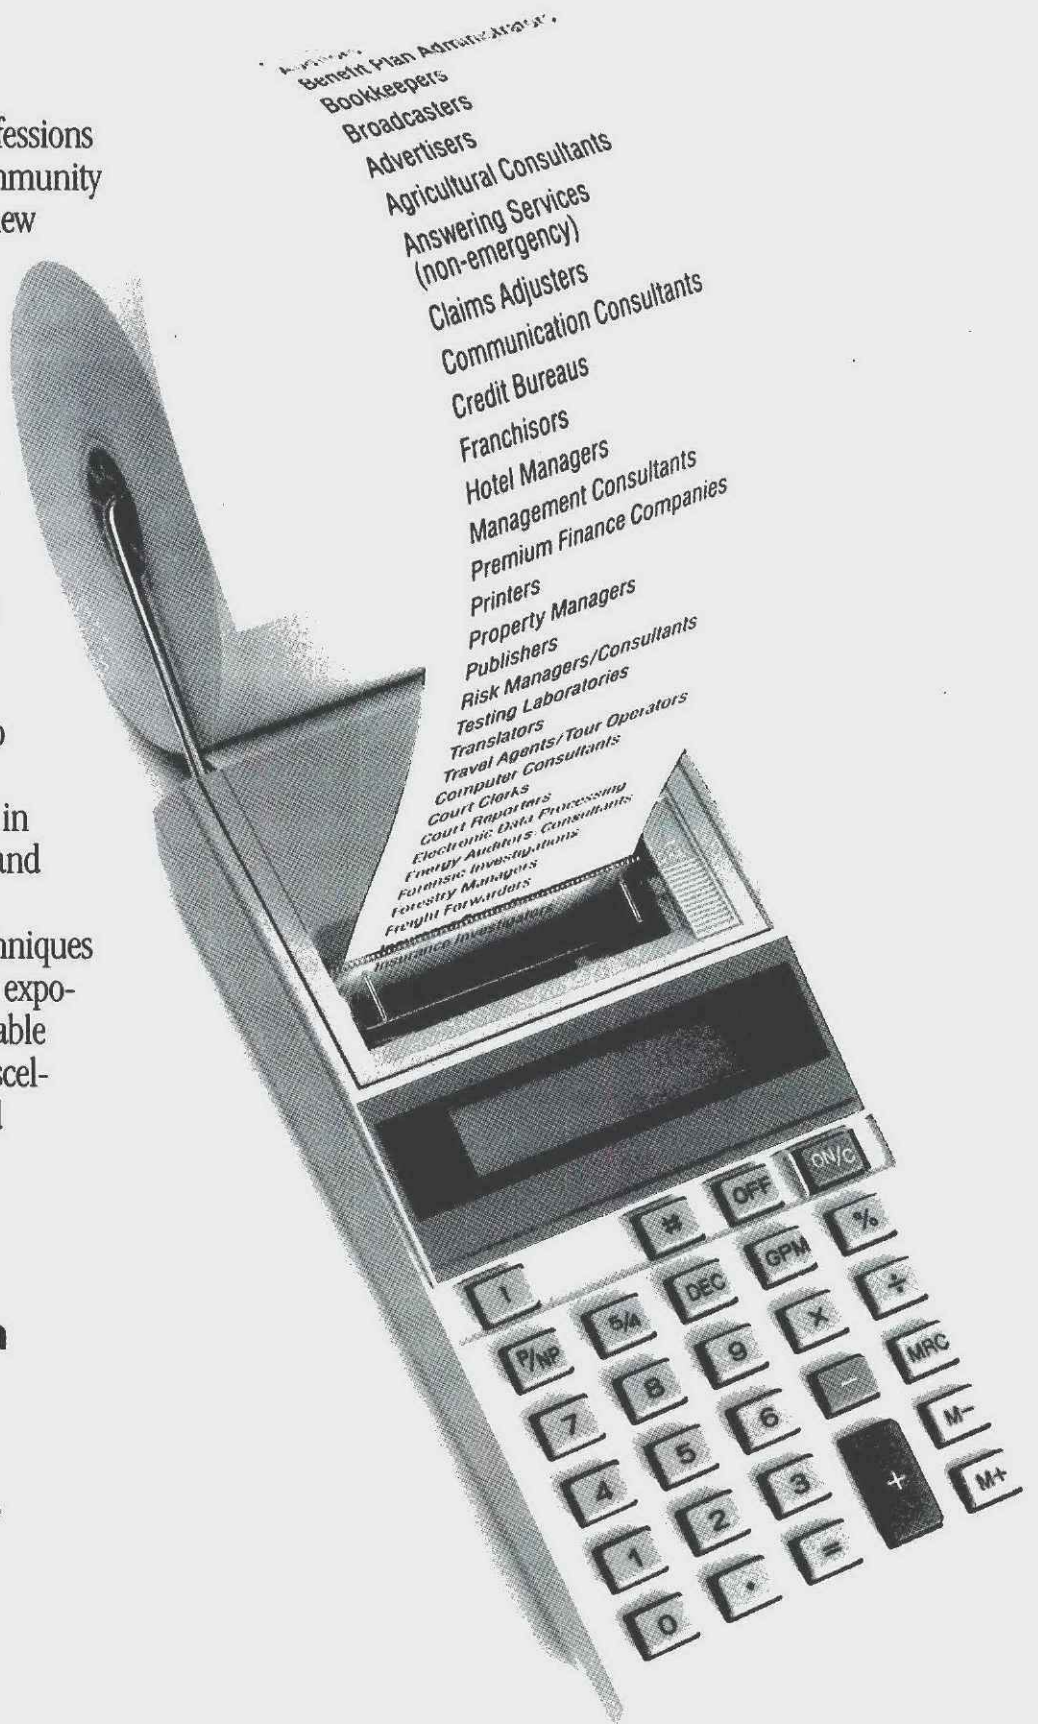 fessions
mmunity
ew
o
in
and
hniques
expo-
able
scel-
Benefit Plan Administrators
Bookkeepers
Broadcasters
Advertisers
Agricultural Consultants
Answering Services
(non-emergency)
Claims Adjusters
Communication Consultants
Credit Bureaus
Franchisors
Hotel Managers
Management Consultants
Premium Finance Companies
Printers
Property Managers
Publishers
Risk Managers/Consultants
Testing Laboratories
Translators
Travel Agents/Tour Operators
Computer Consultants
Court Clerks
Court Reporters
Electronic Data Processing
Energy Auditors/Consultants
Forensic Investigations
Forestry Managers
Freight Forwarders
Insurance Investigators
# OFF ON/C
I 5/4 DEC GPM %
P/NP 8 9 X ÷
7 5 6 − MRC
4 2 3 + M−
1 • = M+
0